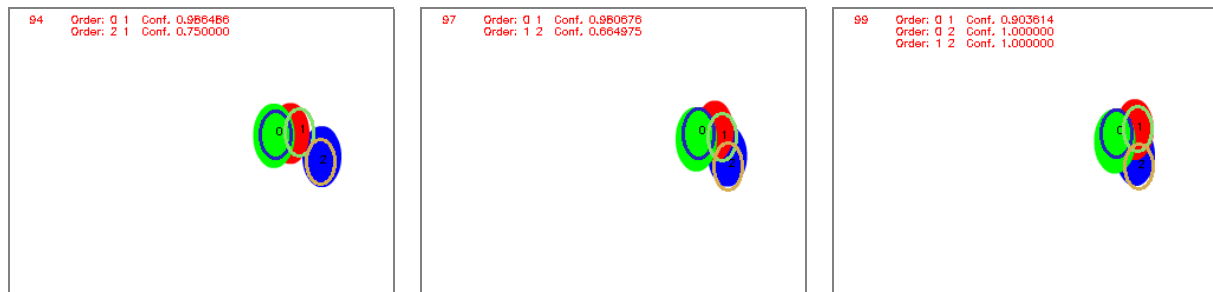 94 Order: 0 1 Conf. 0.986486
Order: 2 1 Conf. 0.750000
0 1
2
97 Order: 0 1 Conf. 0.980676
Order: 1 2 Conf. 0.664975
0
1
2
99 Order: 0 1 Conf. 0.903614
Order: 0 2 Conf. 1.000000
Order: 1 2 Conf. 1.000000
0 1
2